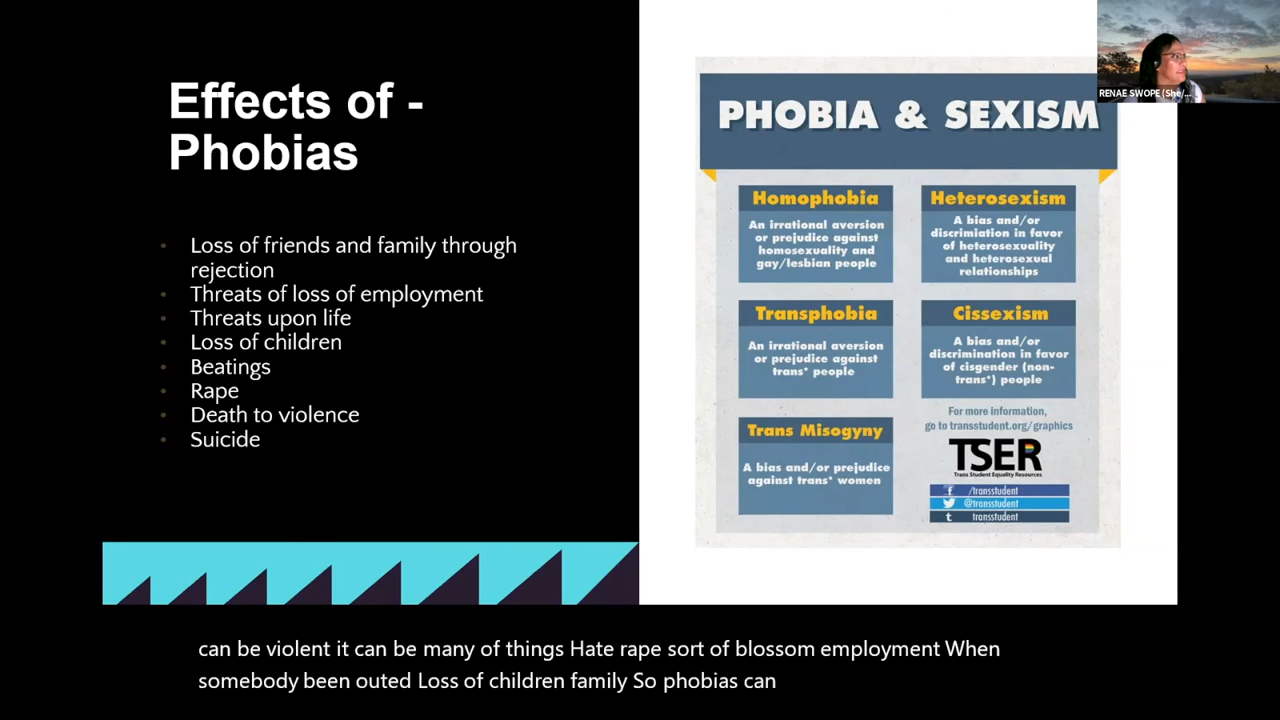 Effects of -
Phobias
Loss of friends and family through
rejection
Threats of loss of employment
Threats upon life
Loss of children
Beatings
Rape
Death to violence
Suicide
PHOBIA & SEXISM
Homophobia
An irrational aversion
or prejudice against
homosexuality and
gay/lesbian people
Heterosexism
A bias and/or
discrimiation in favor
of heterosexuality
and heterosexual
relationships
Transphobia
An irrational aversion
or prejudice against
trans* people
Cissexism
A bias and/or
discrimination in favor
of cisgender (non-
trans*) people
Trans Misogyny
A bias and/or prejudice
against trans* women
For more information,
go to transstudent.org/graphics
TSER
Trans Student Equality Resources
f /transstudent
@transstudent
t transstudent
RENAE SWOPE (She/...
can be violent it can be many of things Hate rape sort of blossom employment When
somebody been outed Loss of children family So phobias can